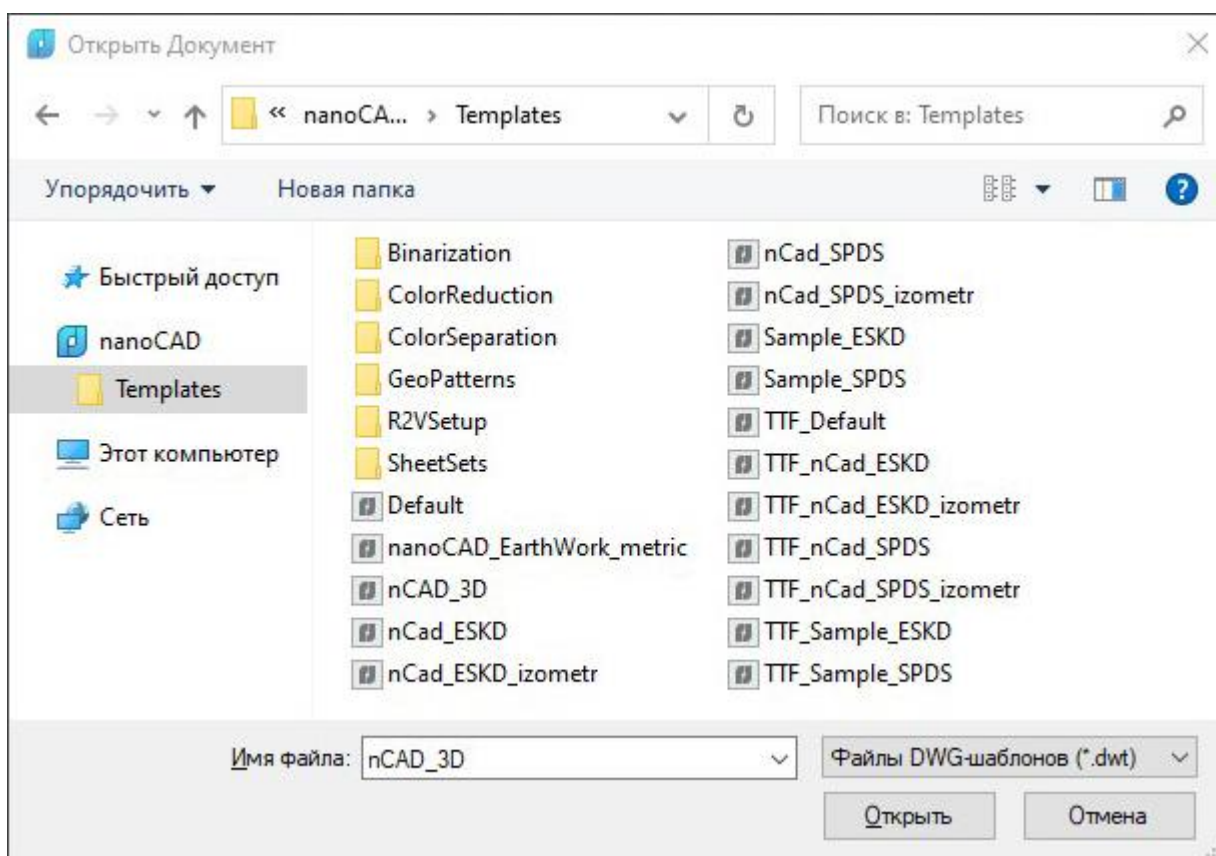 Открыть Документ
« nanoCA... › Templates
Поиск в: Templates
Упорядочить
Новая папка
Быстрый доступ
nanoCAD
Templates
Этот компьютер
Сеть
Binarization
ColorReduction
ColorSeparation
GeoPatterns
R2VSetup
SheetSets
Default
nanoCAD_EarthWork_metric
nCAD_3D
nCad_ESKD
nCad_ESKD_izometr
nCad_SPDS
nCad_SPDS_izometr
Sample_ESKD
Sample_SPDS
TTF_Default
TTF_nCad_ESKD
TTF_nCad_ESKD_izometr
TTF_nCad_SPDS
TTF_nCad_SPDS_izometr
TTF_Sample_ESKD
TTF_Sample_SPDS
Имя файла: nCAD_3D
Файлы DWG-шаблонов (*.dwt)
Открыть
Отмена